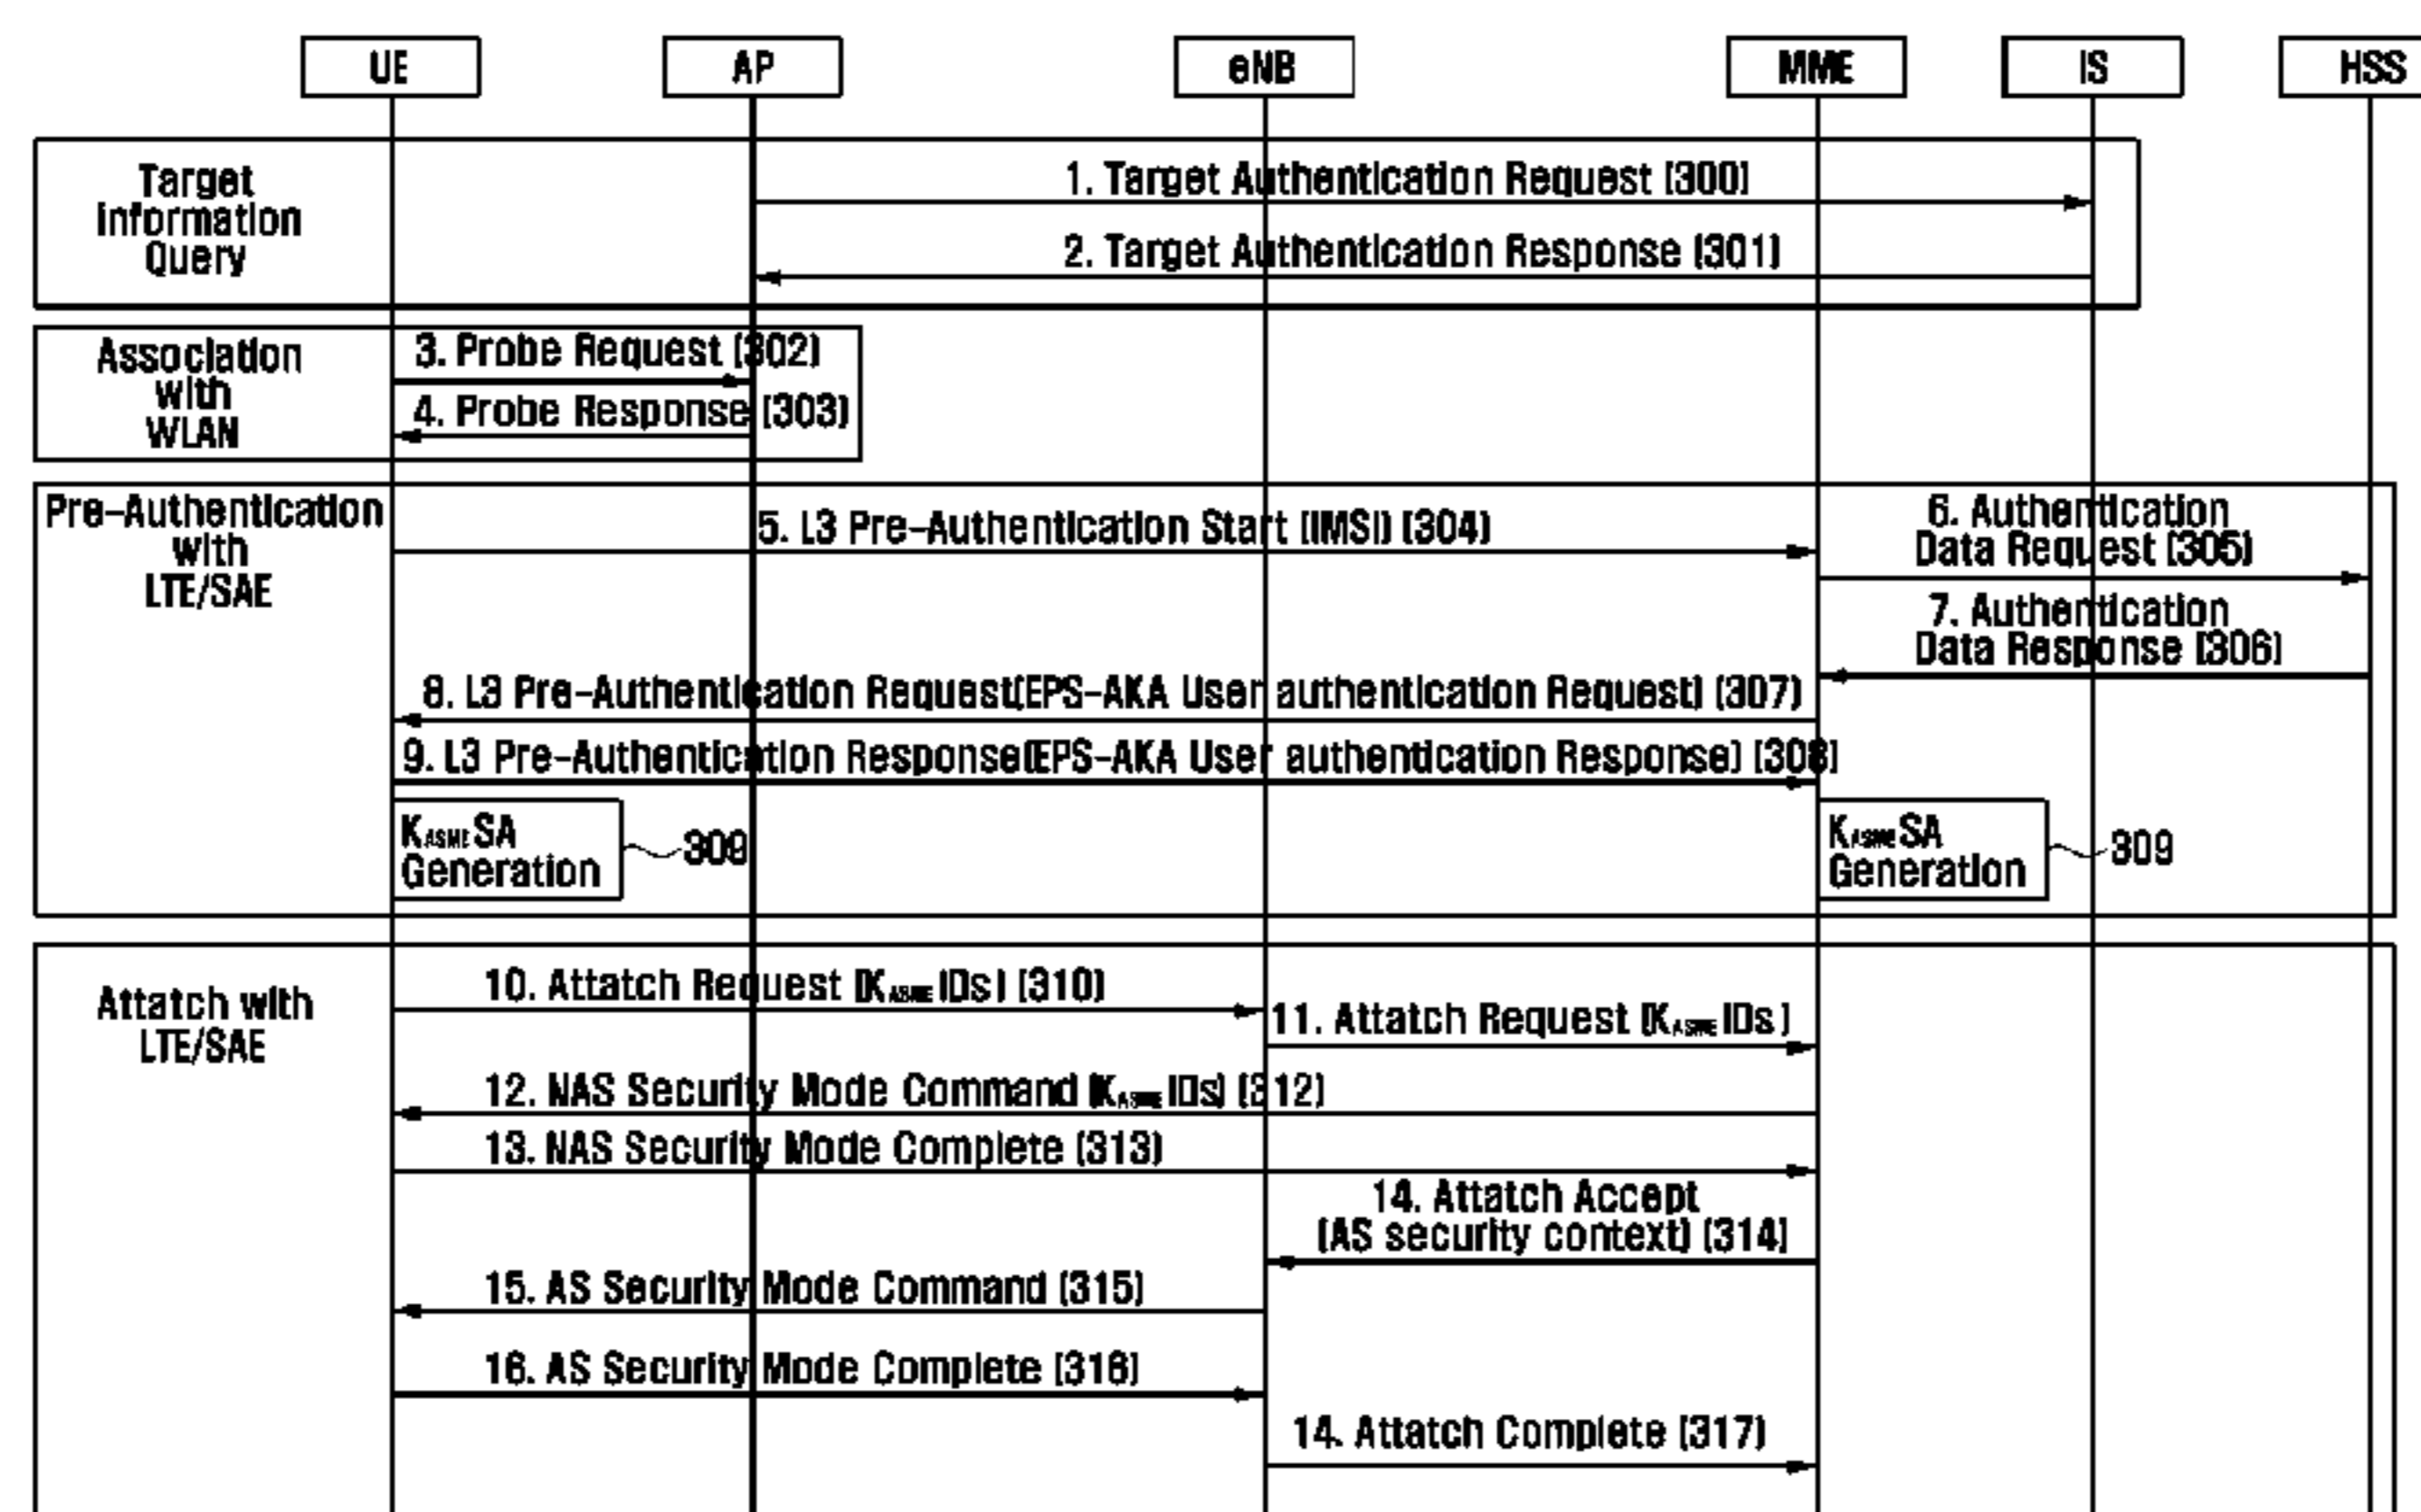 UE AP eNB MME IS HSS
Target
Information
Query
1. Target Authentication Request (300)
2. Target Authentication Response (301)
Association
with
WLAN
3. Probe Request (302)
4. Probe Response (303)
Pre-Authentication
with
LTE/SAE
5. L3 Pre-Authentication Start (IMSI) (304)
6. Authentication
Data Request (305)
7. Authentication
Data Response (306)
8. L3 Pre-Authentication Request(EPS-AKA User authentication Request) (307)
9. L3 Pre-Authentication Response(EPS-AKA User authentication Response) (308)
KASME SA
Generation
309
KASME SA
Generation
309
Attatch with
LTE/SAE
10. Attatch Request (KASME IDs) (310)
11. Attatch Request (KASME IDs)
12. NAS Security Mode Command (KASME IDs) (312)
13. NAS Security Mode Complete (313)
14. Attatch Accept
(AS security context) (314)
15. AS Security Mode Command (315)
16. AS Security Mode Complete (316)
14. Attatch Complete (317)